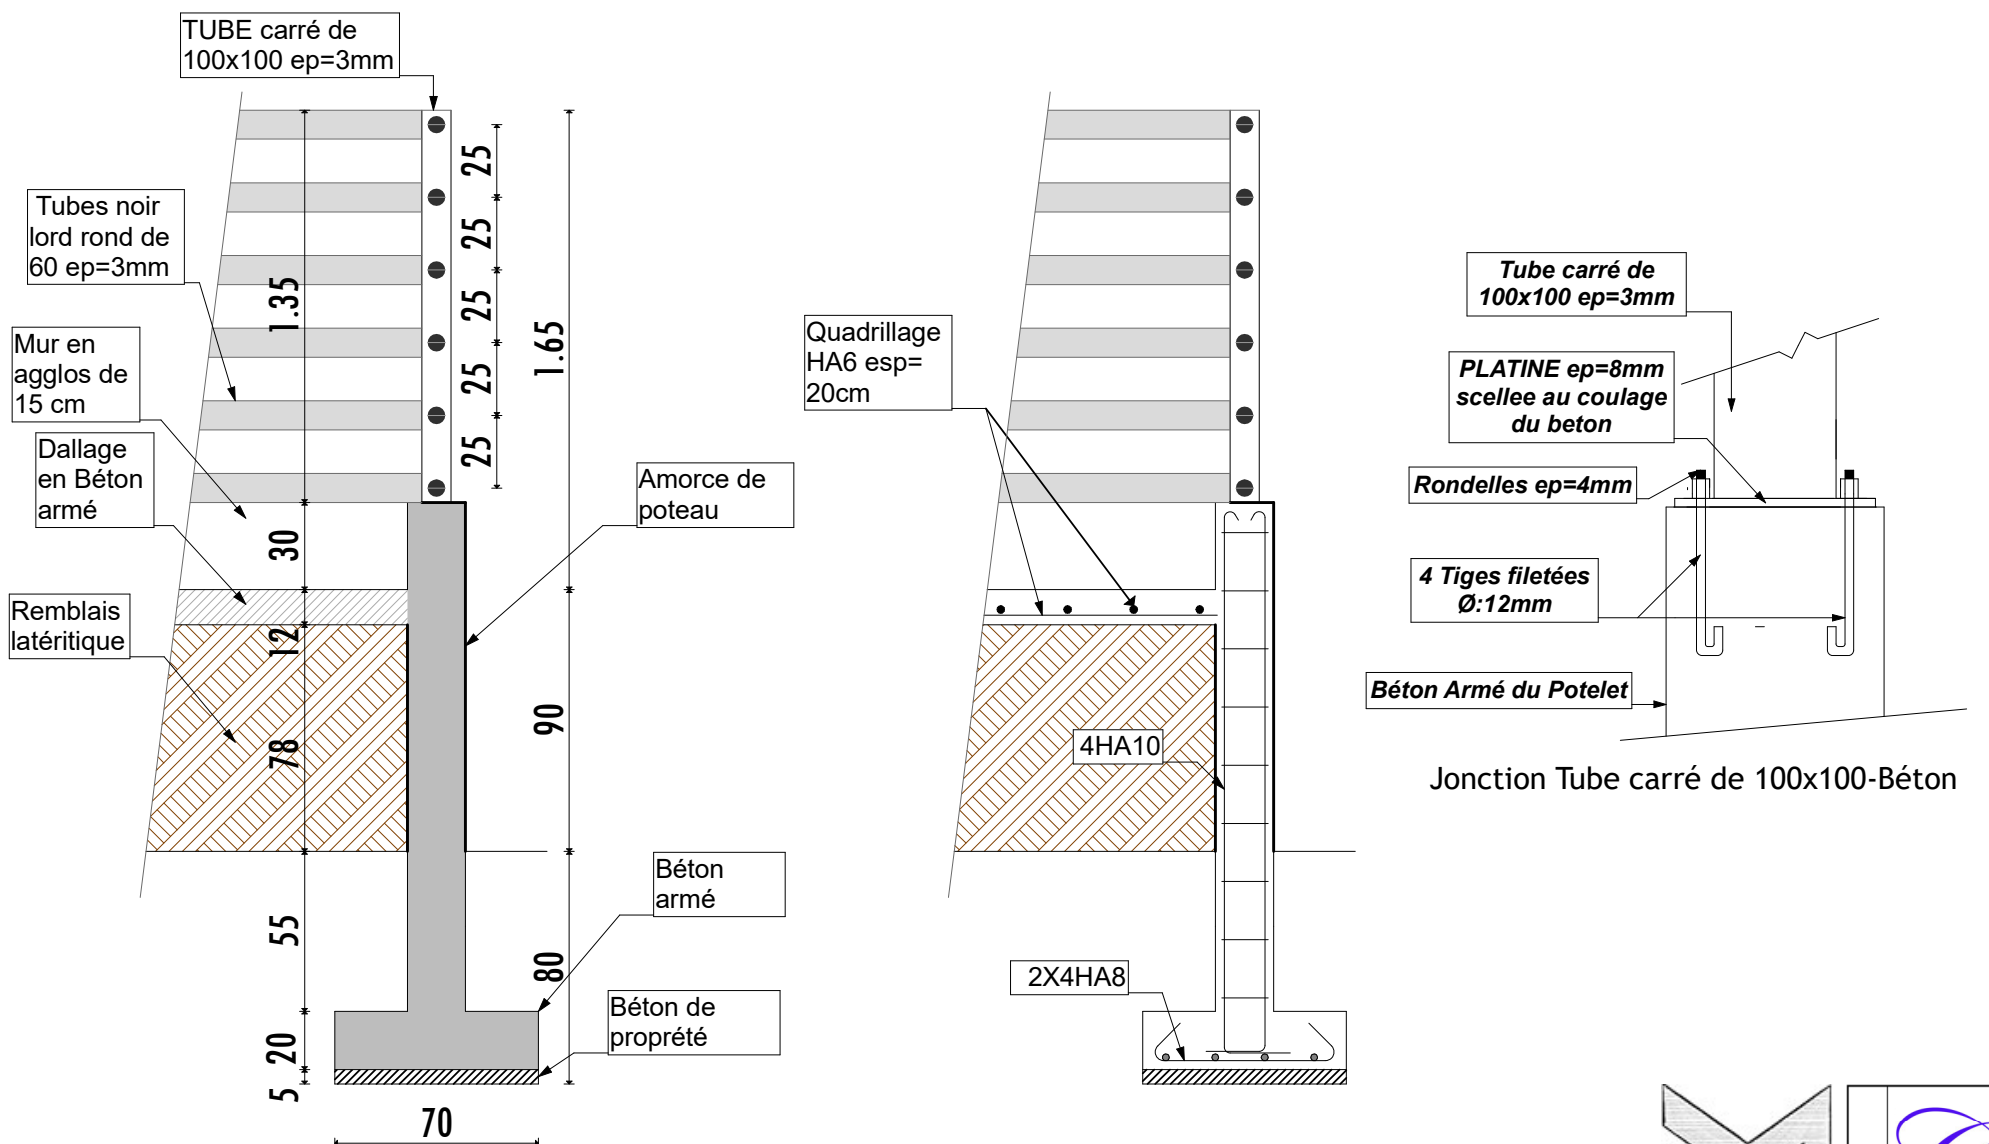 TUBE carré de
100x100 ep=3mm
Tubes noir
lord rond de
60 ep=3mm
Mur en
agglos de
15 cm
Dallage
en Béton
armé
Remblais
latéritique
1.35
30
12
78
55
20
5
25
25
25
25
25
1.65
90
80
70
Amorce de
poteau
Béton
armé
Béton de
proprété
Quadrillage
HA6 esp=
20cm
4HA10
2X4HA8
Tube carré de
100x100 ep=3mm
PLATINE ep=8mm
scellee au coulage
du beton
Rondelles ep=4mm
4 Tiges filetées
Ø:12mm
Béton Armé du Potelet
Jonction Tube carré de 100x100-Béton